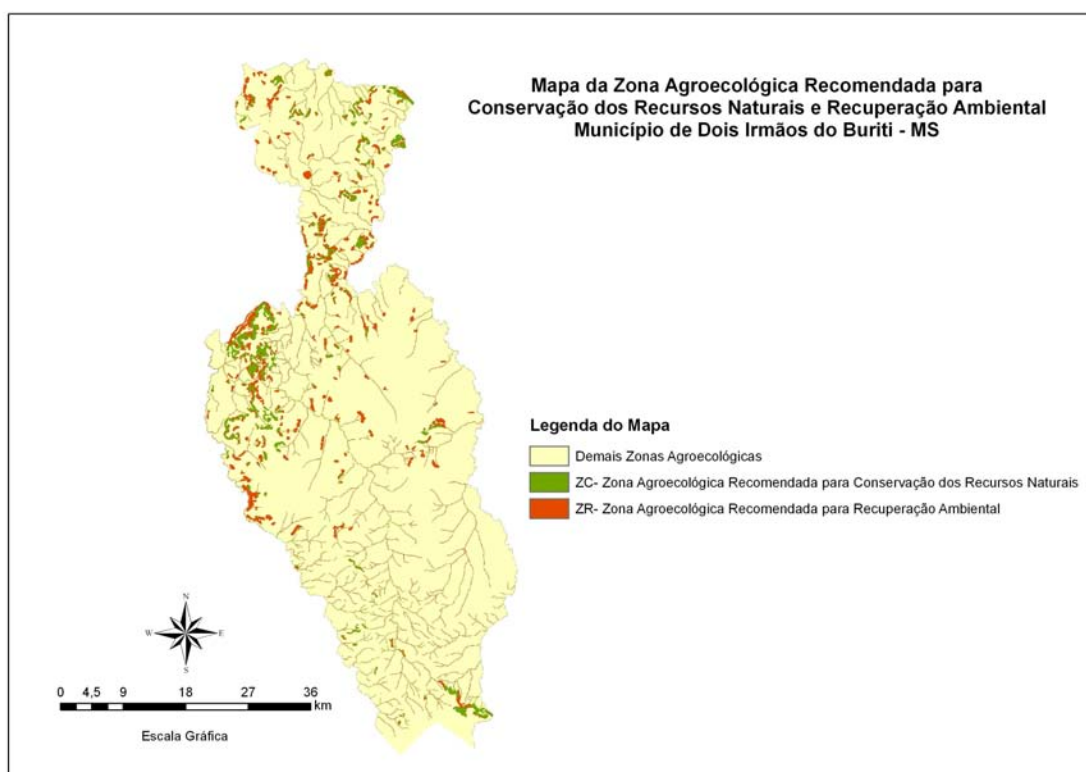 Mapa da Zona Agroecológica Recomendada para
Conservação dos Recursos Naturais e Recuperação Ambiental
Município de Dois Irmãos do Buriti - MS
Legenda do Mapa
Demais Zonas Agroecológicas
ZC- Zona Agroecológica Recomendada para Conservação dos Recursos Naturais
ZR- Zona Agroecológica Recomendada para Recuperação Ambiental
N
W E
S
0 4,5 9 18 27 36
km
Escala Gráfica